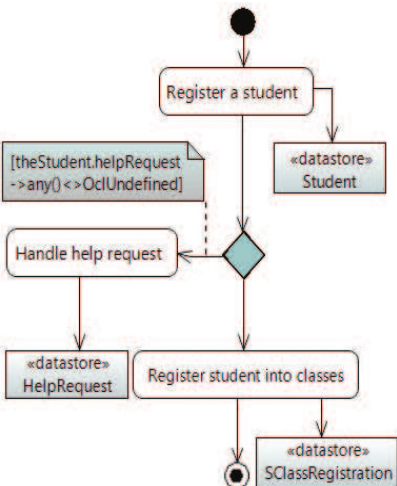 Register a student
[theStudent.helpRequest
->any()<>OclUndefined]
«datastore»
Student
Handle help request
«datastore»
HelpRequest
Register student into classes
«datastore»
SClassRegistration